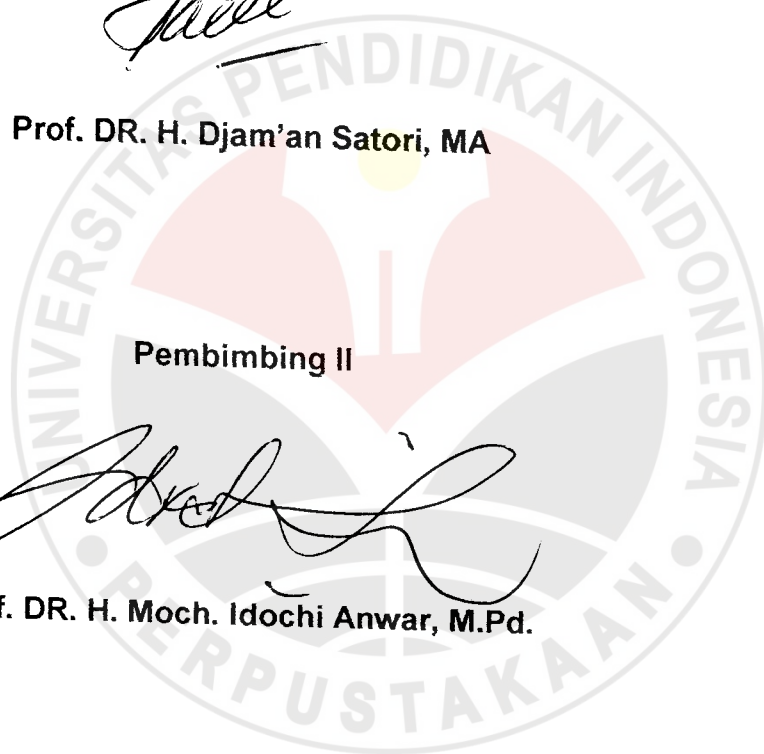 Prof. DR. H. Djam'an Satori, MA
Pembimbing II
f. DR. H. Moch. Idochi Anwar, M.Pd.
UNIVERSITAS PENDIDIKAN INDONESIA
PERPUSTAKAAN